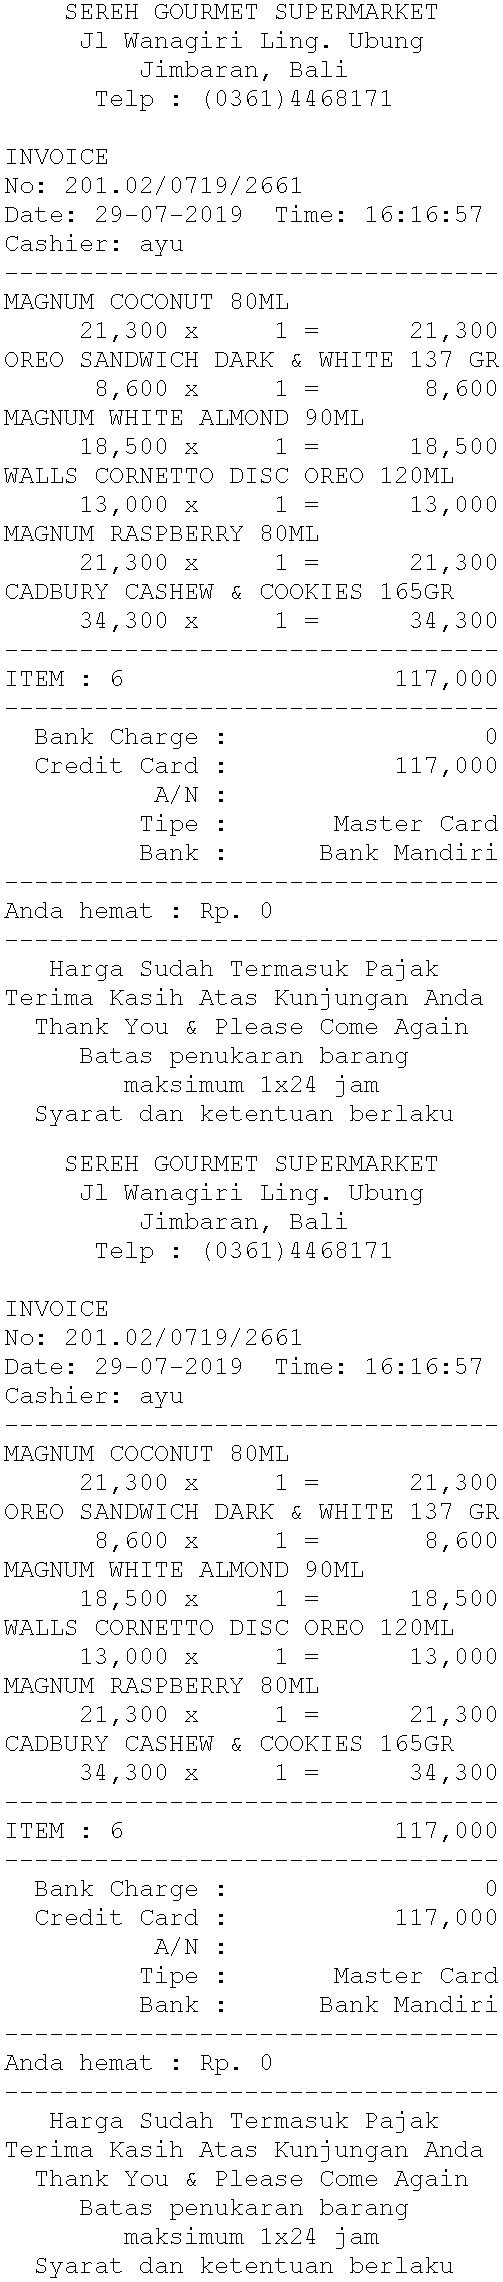 SEREH GOURMET SUPERMARKET
Jl Wanagiri Ling. Ubung
Jimbaran, Bali
Telp : (0361)4468171
INVOICE
No: 201.02/0719/2661
Date: 29-07-2019 Time: 16:16:57
Cashier: ayu
---------------------------------
MAGNUM COCONUT 80ML
21,300 x 1 = 21,300
OREO SANDWICH DARK & WHITE 137 GR
8,600 x 1 = 8,600
MAGNUM WHITE ALMOND 90ML
18,500 x 1 = 18,500
WALLS CORNETTO DISC OREO 120ML
13,000 x 1 = 13,000
MAGNUM RASPBERRY 80ML
21,300 x 1 = 21,300
CADBURY CASHEW & COOKIES 165GR
34,300 x 1 = 34,300
---------------------------------
ITEM : 6 117,000
---------------------------------
Bank Charge : 0
Credit Card : 117,000
A/N :
Tipe : Master Card
Bank : Bank Mandiri
---------------------------------
Anda hemat : Rp. 0
---------------------------------
Harga Sudah Termasuk Pajak
Terima Kasih Atas Kunjungan Anda
Thank You & Please Come Again
Batas penukaran barang
maksimum 1x24 jam
Syarat dan ketentuan berlaku
SEREH GOURMET SUPERMARKET
Jl Wanagiri Ling. Ubung
Jimbaran, Bali
Telp : (0361)4468171
INVOICE
No: 201.02/0719/2661
Date: 29-07-2019 Time: 16:16:57
Cashier: ayu
---------------------------------
MAGNUM COCONUT 80ML
21,300 x 1 = 21,300
OREO SANDWICH DARK & WHITE 137 GR
8,600 x 1 = 8,600
MAGNUM WHITE ALMOND 90ML
18,500 x 1 = 18,500
WALLS CORNETTO DISC OREO 120ML
13,000 x 1 = 13,000
MAGNUM RASPBERRY 80ML
21,300 x 1 = 21,300
CADBURY CASHEW & COOKIES 165GR
34,300 x 1 = 34,300
---------------------------------
ITEM : 6 117,000
---------------------------------
Bank Charge : 0
Credit Card : 117,000
A/N :
Tipe : Master Card
Bank : Bank Mandiri
---------------------------------
Anda hemat : Rp. 0
---------------------------------
Harga Sudah Termasuk Pajak
Terima Kasih Atas Kunjungan Anda
Thank You & Please Come Again
Batas penukaran barang
maksimum 1x24 jam
Syarat dan ketentuan berlaku